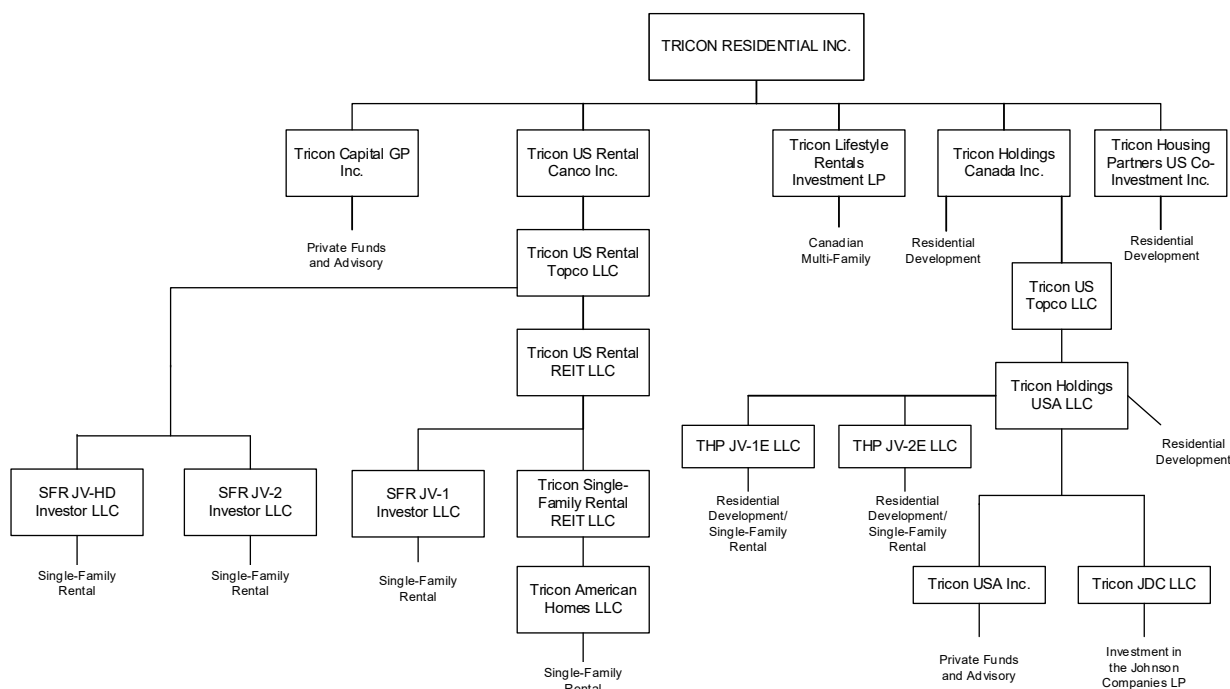 TRICON RESIDENTIAL INC.
Tricon Capital GP
Inc.
Tricon US Rental
Canco Inc.
Tricon Lifestyle
Rentals
Investment LP
Tricon Holdings
Canada Inc.
Tricon Housing
Partners US Co-
Investment Inc.
Private Funds
and Advisory
Tricon US Rental
Topco LLC
Canadian
Multi-Family
Residential
Development
Residential
Development
Tricon US
Topco LLC
Tricon US Rental
REIT LLC
Tricon Holdings
USA LLC
THP JV-1E LLC
THP JV-2E LLC
Residential
Development
SFR JV-HD
Investor LLC
SFR JV-2
Investor LLC
SFR JV-1
Investor LLC
Tricon Single-
Family Rental
REIT LLC
Residential
Development/
Single-Family
Rental
Residential
Development/
Single-Family
Rental
Single-Family
Rental
Single-Family
Rental
Single-Family
Rental
Tricon American
Homes LLC
Tricon USA Inc.
Tricon JDC LLC
Single-Family
Rental
Private Funds
and Advisory
Investment in
the Johnson
Companies LP